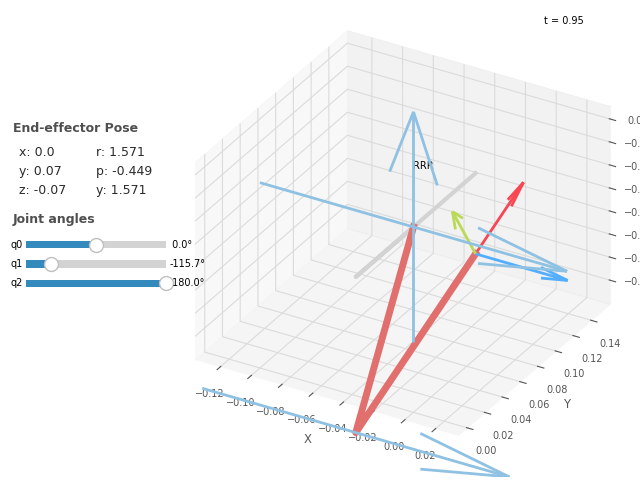 t = 0.95
End-effector Pose
x: 0.0 r: 1.571
y: 0.07 p: -0.449
z: -0.07 y: 1.571
Joint angles
q0 0.0°
q1 -115.7°
q2 180.0°
X
−0.12 −0.10 −0.08 −0.06 −0.04 −0.02 0.00 0.02
Y
0.00 0.02 0.04 0.06 0.08 0.10 0.14